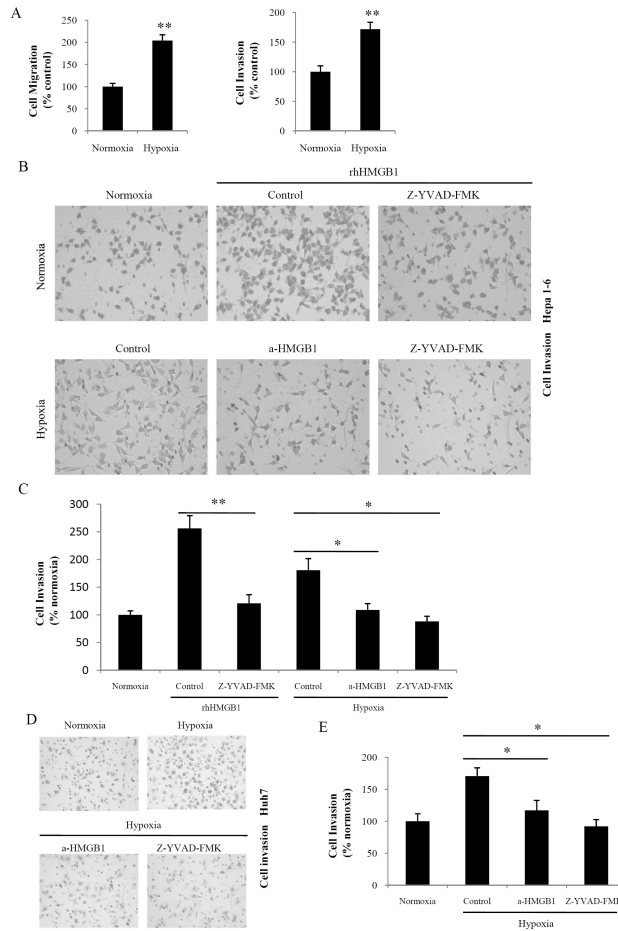 A
Cell Migration
(% control)
250
200
150
100
50
0
**
Normoxia Hypoxia
Cell Invasion
(% control)
200
150
100
50
0
**
Normoxia Hypoxia
B
rhHMGB1
Normoxia Control Z-YVAD-FMK
Normoxia
Control a-HMGB1 Z-YVAD-FMK
Hypoxia
Cell Invasion Hepa 1-6
C
Cell Invasion
(% normoxia)
300
250
200
150
100
50
0
**
*
*
Normoxia Control Z-YVAD-FMK Control a-HMGB1 Z-YVAD-FMK
rhHMGB1 Hypoxia
D
Normoxia Hypoxia
Hypoxia
a-HMGB1 Z-YVAD-FMK
Cell invasion Huh7
E
Cell Invasion
(% normoxia)
200
150
100
50
0
*
*
Normoxia Control a-HMGB1 Z-YVAD-FM
Hypoxia